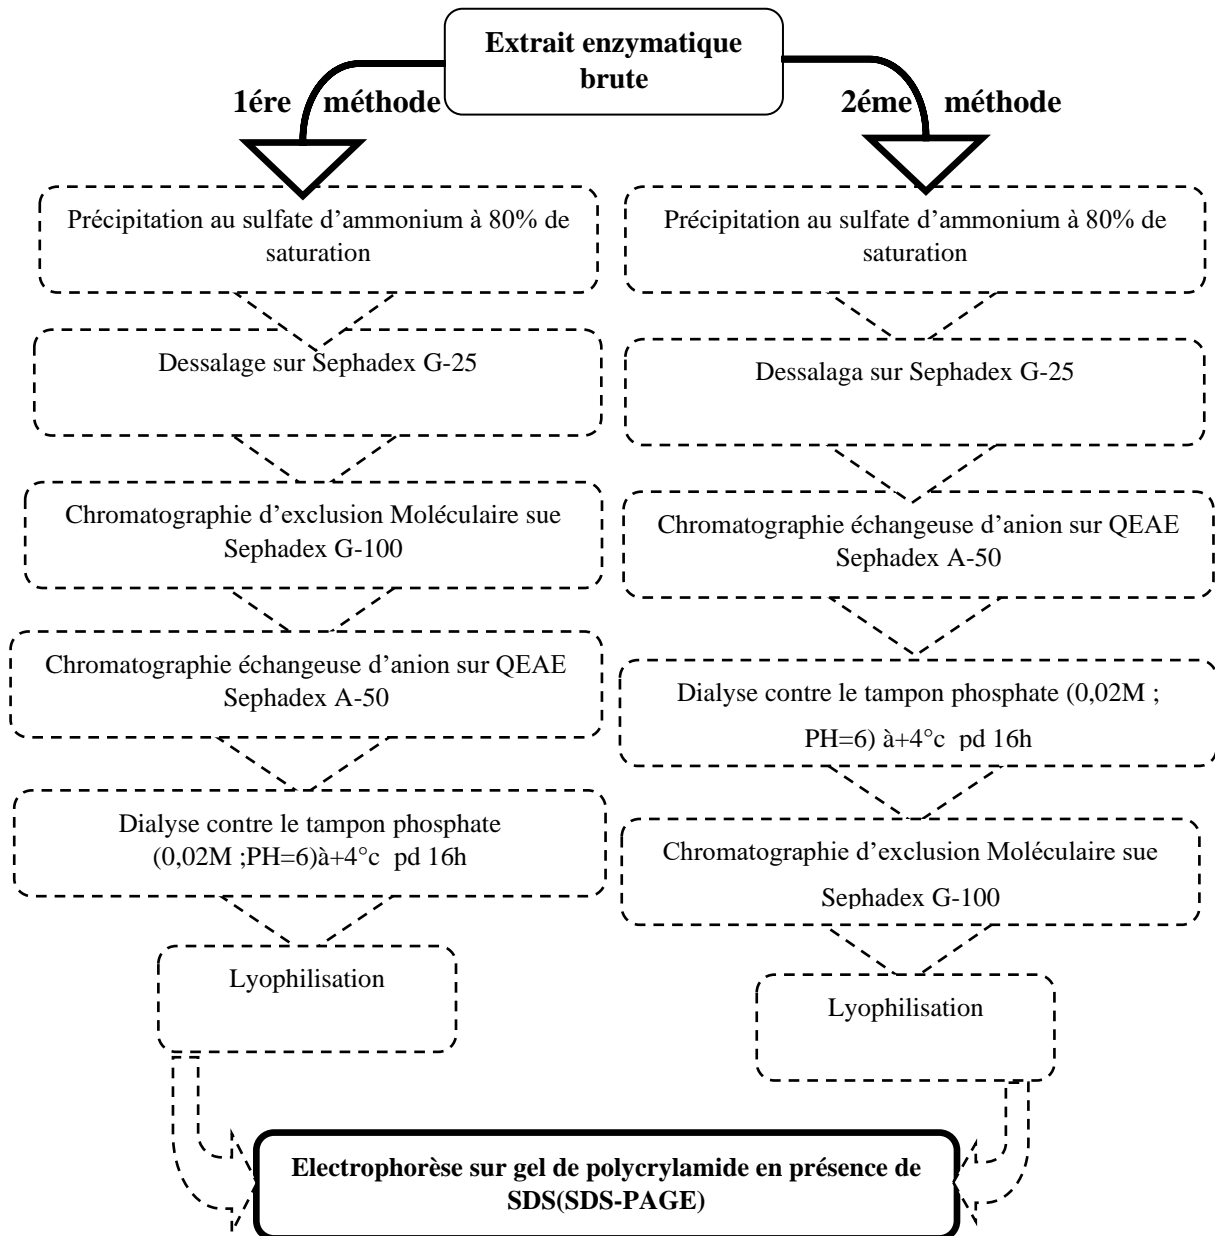 Extrait enzymatique
brute
1ére méthode
2éme méthode
Précipitation au sulfate d'ammonium à 80% de
saturation
Dessalage sur Sephadex G-25
Chromatographie d'exclusion Moléculaire sue
Sephadex G-100
Chromatographie échangeuse d'anion sur QEAE
Sephadex A-50
Dialyse contre le tampon phosphate
(0,02M ;PH=6)à+4°c pd 16h
Lyophilisation
Précipitation au sulfate d'ammonium à 80% de
saturation
Dessalaga sur Sephadex G-25
Chromatographie échangeuse d'anion sur QEAE
Sephadex A-50
Dialyse contre le tampon phosphate (0,02M ;
PH=6) à+4°c pd 16h
Chromatographie d'exclusion Moléculaire sue
Sephadex G-100
Lyophilisation
Electrophorèse sur gel de polycrylamide en présence de
SDS(SDS-PAGE)